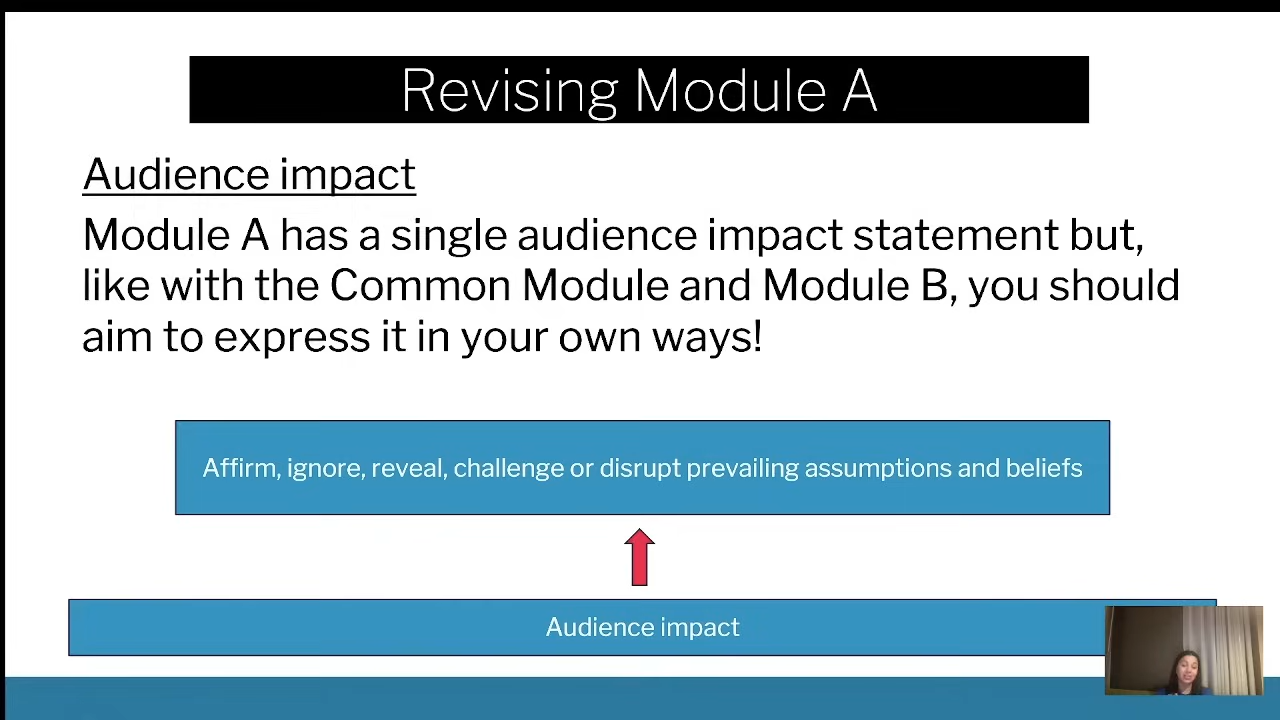 Revising Module A
Audience impact
Module A has a single audience impact statement but,
like with the Common Module and Module B, you should
aim to express it in your own ways!
Affirm, ignore, reveal, challenge or disrupt prevailing assumptions and beliefs
Audience impact